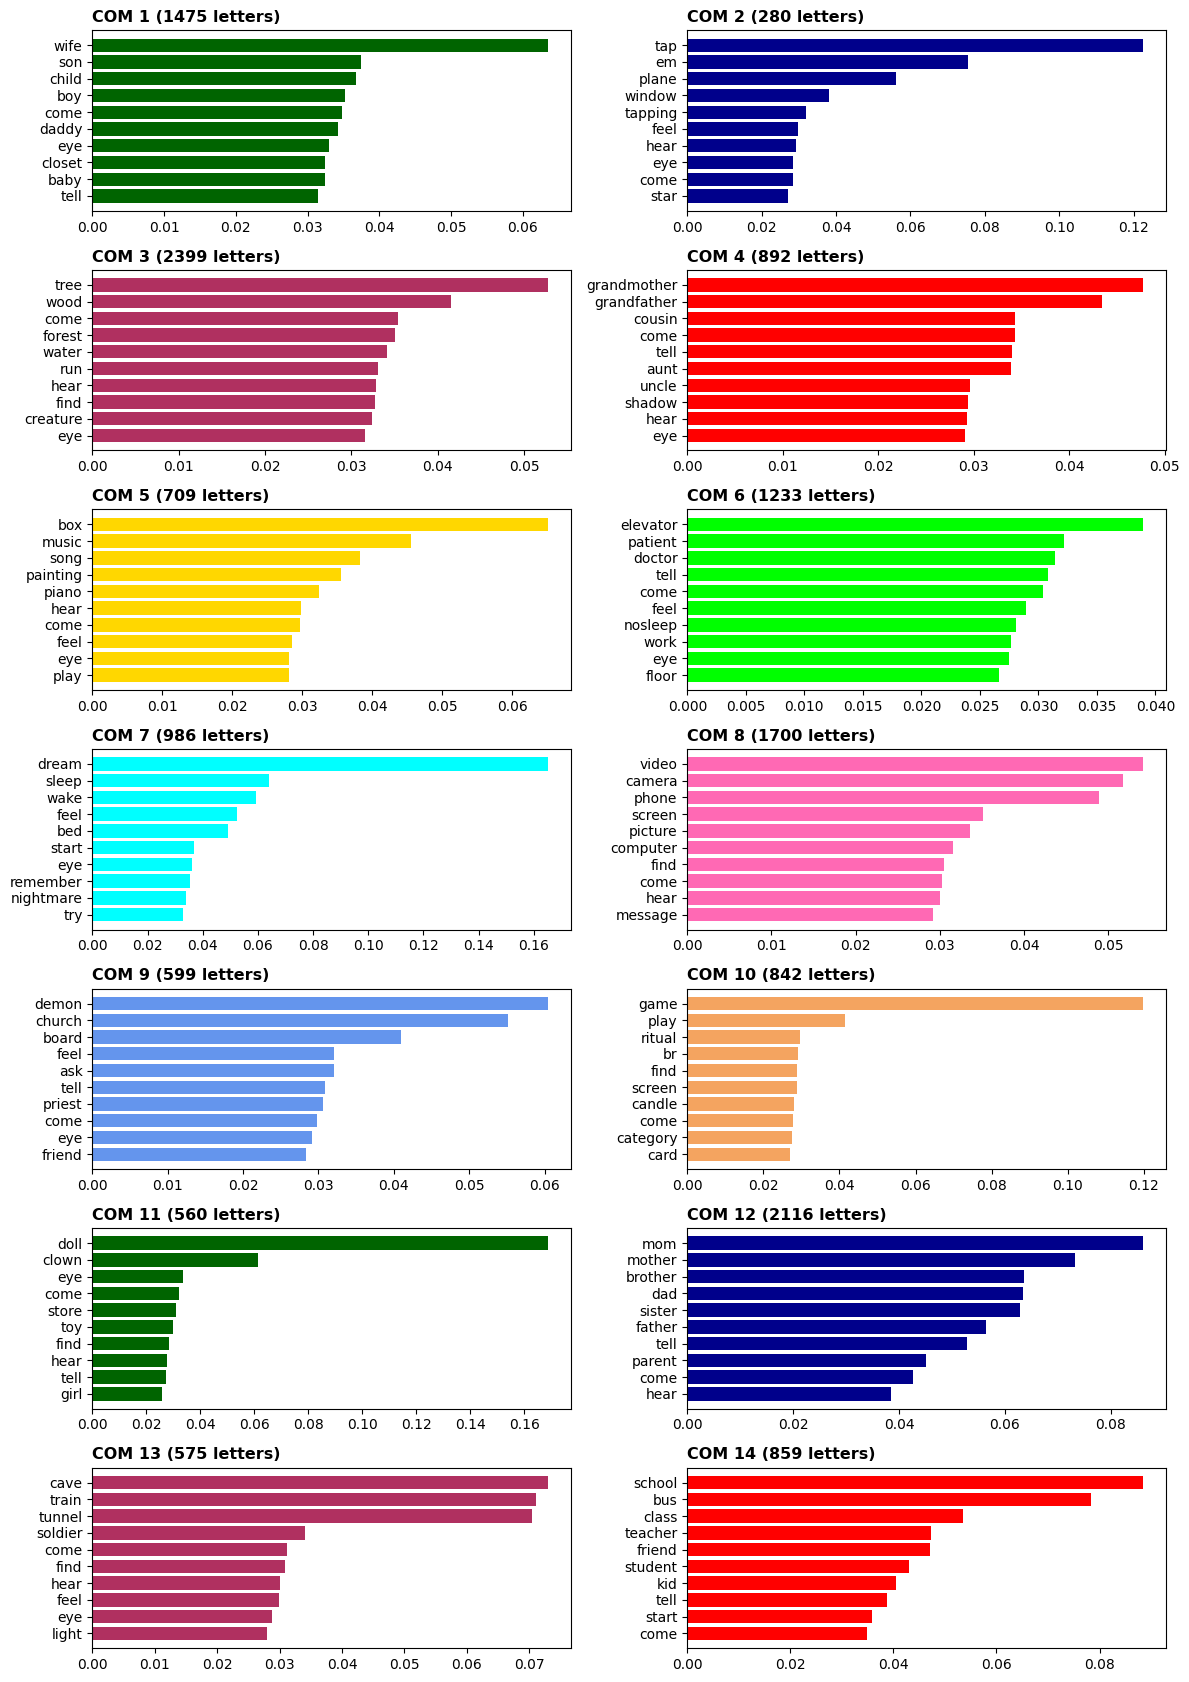 COM 1 (1475 letters)
wife
son
child
boy
come
daddy
eye
closet
baby
tell
0.00 0.01 0.02 0.03 0.04 0.05 0.06
COM 2 (280 letters)
tap
em
plane
window
tapping
feel
hear
eye
come
star
0.00 0.02 0.04 0.06 0.08 0.10 0.12
COM 3 (2399 letters)
tree
wood
come
forest
water
run
hear
find
creature
eye
0.00 0.01 0.02 0.03 0.04 0.05
COM 4 (892 letters)
grandmother
grandfather
cousin
come
tell
aunt
uncle
shadow
hear
eye
0.00 0.01 0.02 0.03 0.04 0.05
COM 5 (709 letters)
box
music
song
painting
piano
hear
come
feel
eye
play
0.00 0.01 0.02 0.03 0.04 0.05 0.06
COM 6 (1233 letters)
elevator
patient
doctor
tell
come
feel
nosleep
work
eye
floor
0.000 0.005 0.010 0.015 0.020 0.025 0.030 0.035 0.040
COM 7 (986 letters)
dream
sleep
wake
feel
bed
start
eye
remember
nightmare
try
0.00 0.02 0.04 0.06 0.08 0.10 0.12 0.14 0.16
COM 8 (1700 letters)
video
camera
phone
screen
picture
computer
find
come
hear
message
0.00 0.01 0.02 0.03 0.04 0.05
COM 9 (599 letters)
demon
church
board
feel
ask
tell
priest
come
eye
friend
0.00 0.01 0.02 0.03 0.04 0.05 0.06
COM 10 (842 letters)
game
play
ritual
br
find
screen
candle
come
category
card
0.00 0.02 0.04 0.06 0.08 0.10 0.12
COM 11 (560 letters)
doll
clown
eye
come
store
toy
find
hear
tell
girl
0.00 0.02 0.04 0.06 0.08 0.10 0.12 0.14 0.16
COM 12 (2116 letters)
mom
mother
brother
dad
sister
father
tell
parent
come
hear
0.00 0.02 0.04 0.06 0.08
COM 13 (575 letters)
cave
train
tunnel
soldier
come
find
hear
feel
eye
light
0.00 0.01 0.02 0.03 0.04 0.05 0.06 0.07
COM 14 (859 letters)
school
bus
class
teacher
friend
student
kid
tell
start
come
0.00 0.02 0.04 0.06 0.08